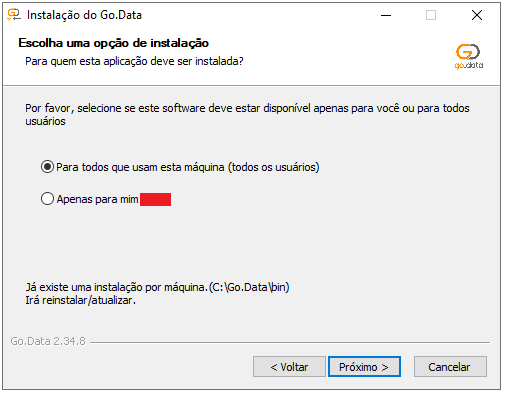 Instalação do Go.Data
Escolha uma opção de instalação
Para quem esta aplicação deve ser instalada?
go.data
Por favor, selecione se este software deve estar disponível apenas para você ou para todos
usuários
Para todos que usam esta máquina (todos os usuários)
Apenas para mim
Já existe uma instalação por máquina.(C:\Go.Data\bin)
Irá reinstalar/atualizar.
Go.Data 2.34.8
< Voltar
Próximo >
Cancelar